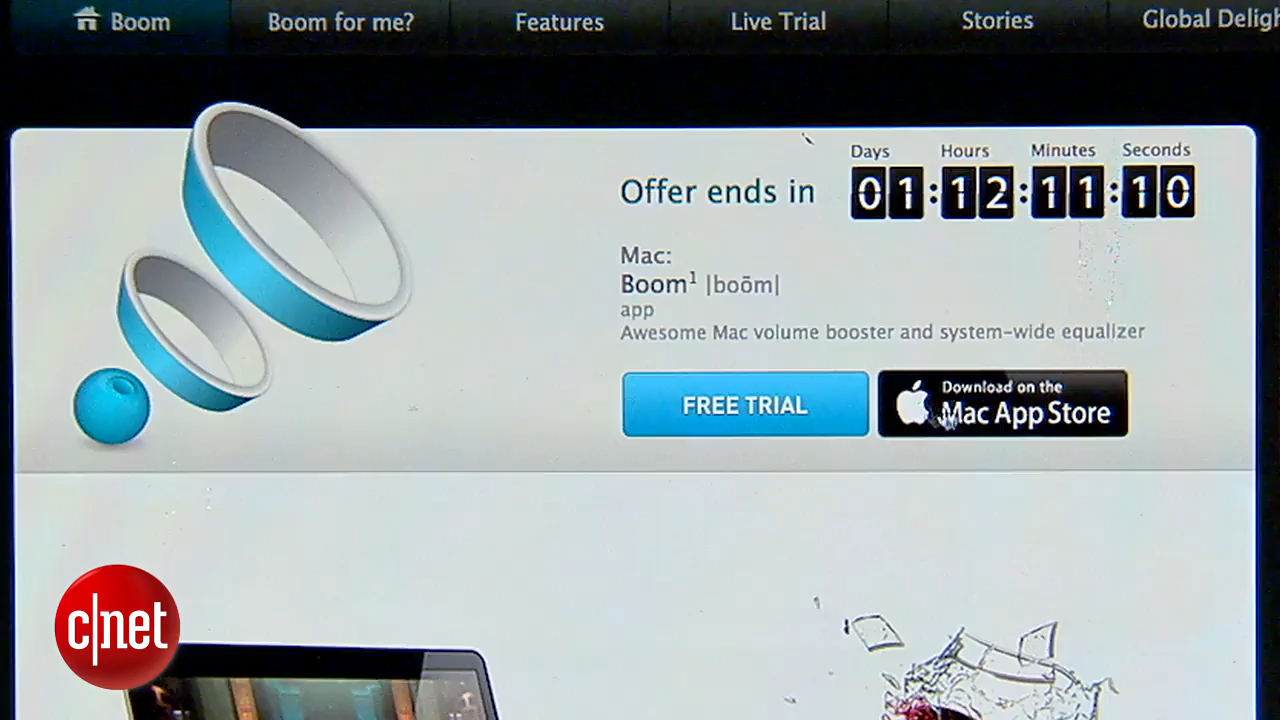 Boom
Boom for me?
Features
Live Trial
Stories
Global Deligh
Days Hours Minutes Seconds
Offer ends in 01:12:11:10
Mac:
Boom¹ |boōm|
app
Awesome Mac volume booster and system-wide equalizer
FREE TRIAL
Download on the
Mac App Store
c|net